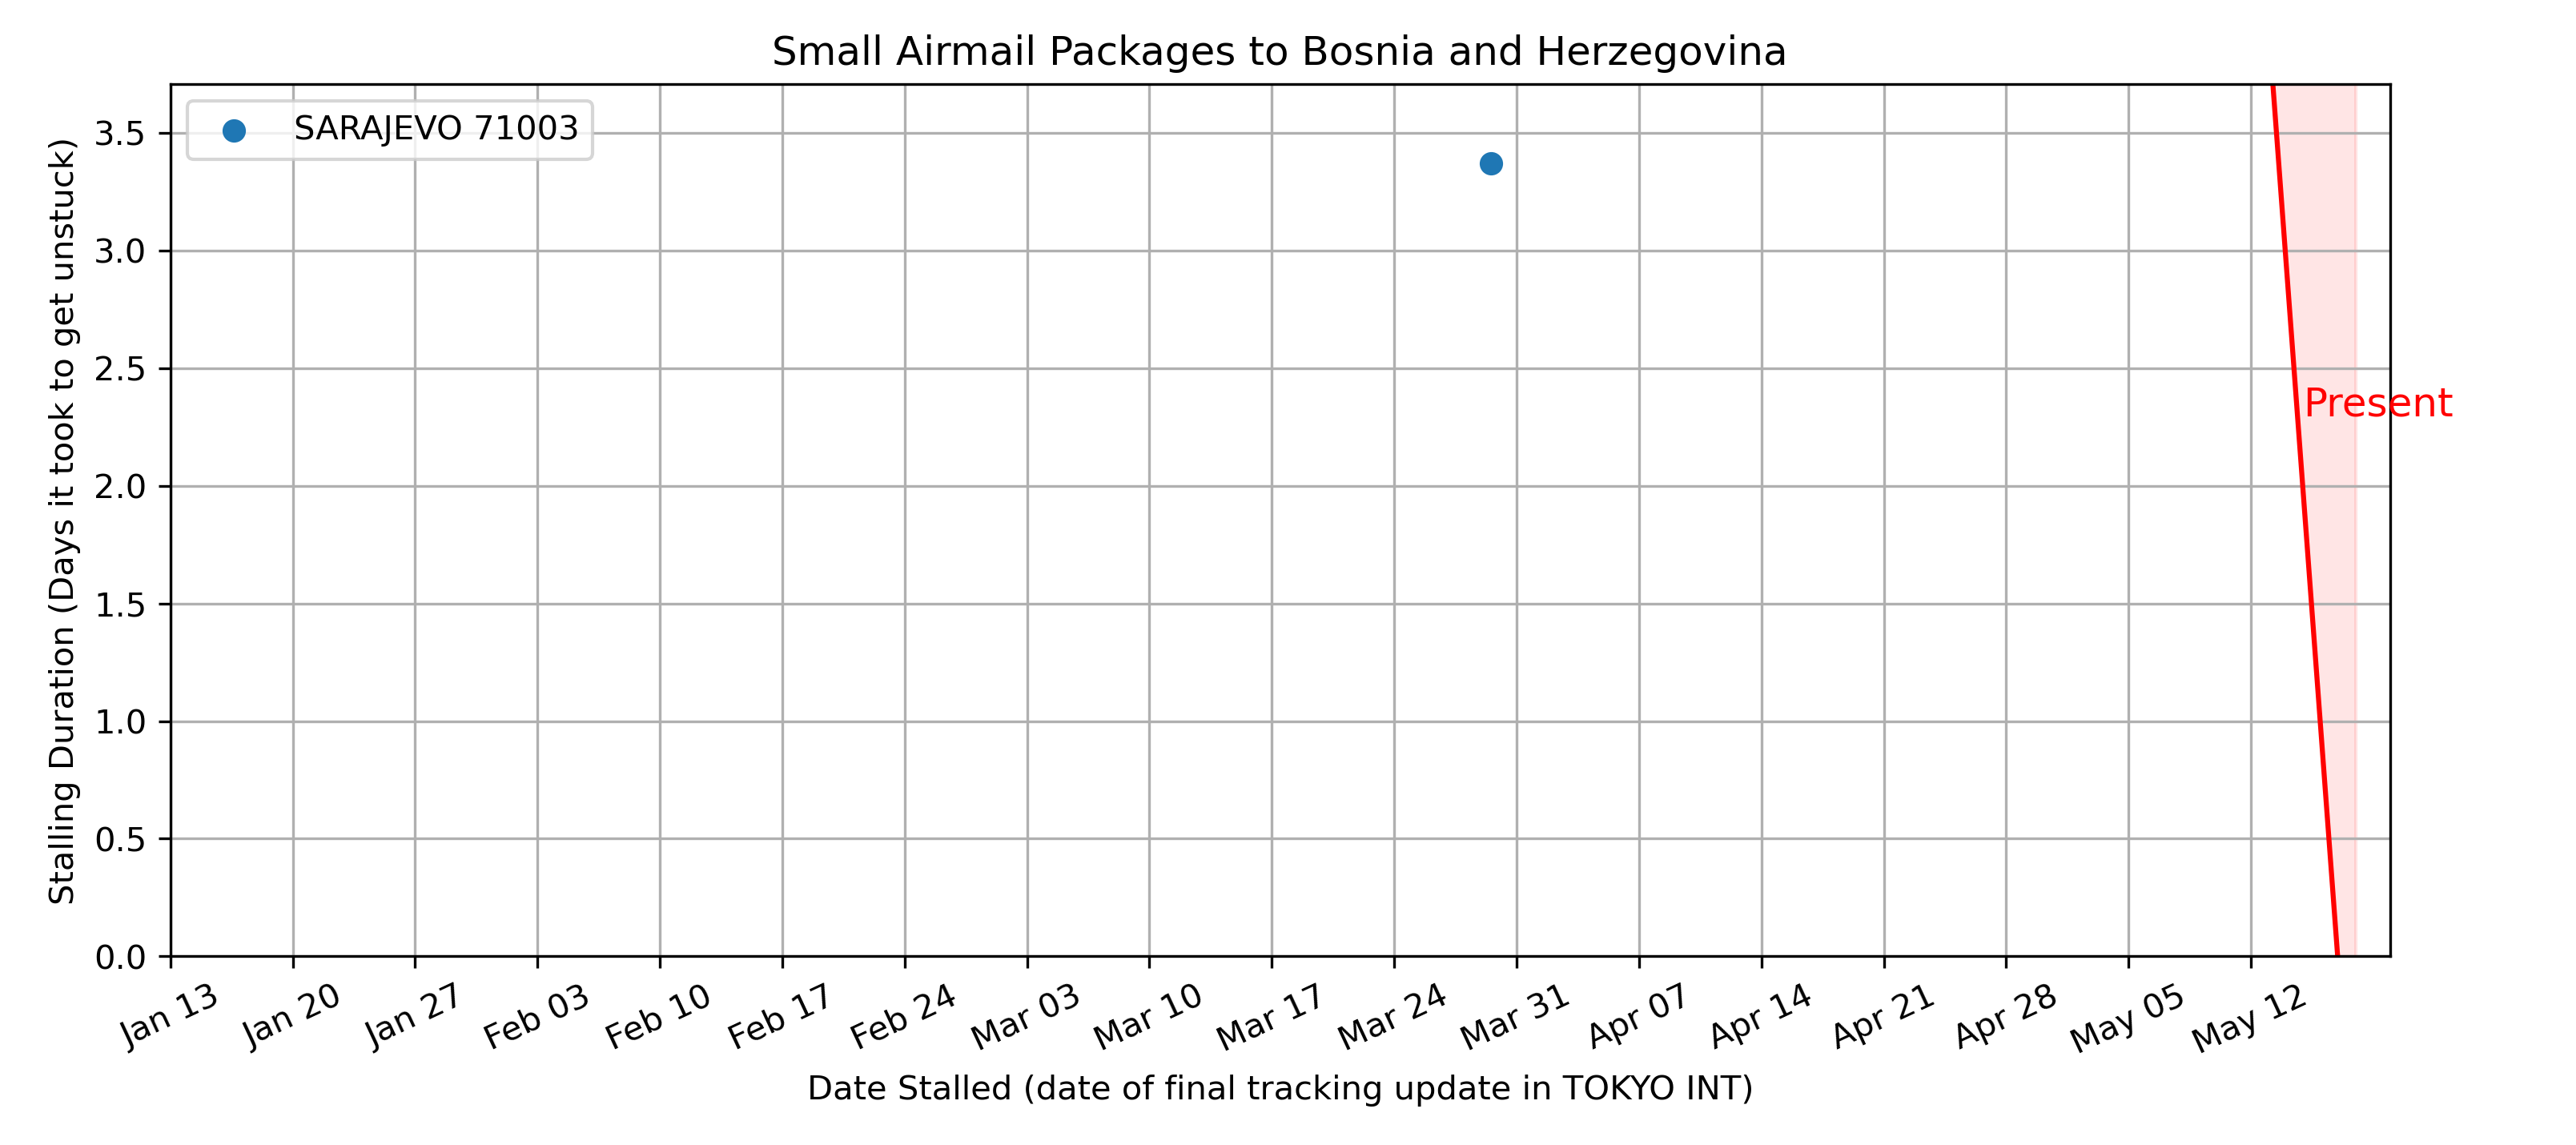 Small Airmail Packages to Bosnia and Herzegovina
SARAJEVO 71003
Stalling Duration (Days it took to get unstuck)
3.5
3.0
2.5
2.0
1.5
1.0
0.5
0.0
Present
Jan 13
Jan 20
Jan 27
Feb 03
Feb 10
Feb 17
Feb 24
Mar 03
Mar 10
Mar 17
Mar 24
Mar 31
Apr 07
Apr 14
Apr 21
Apr 28
May 05
May 12
Date Stalled (date of final tracking update in TOKYO INT)